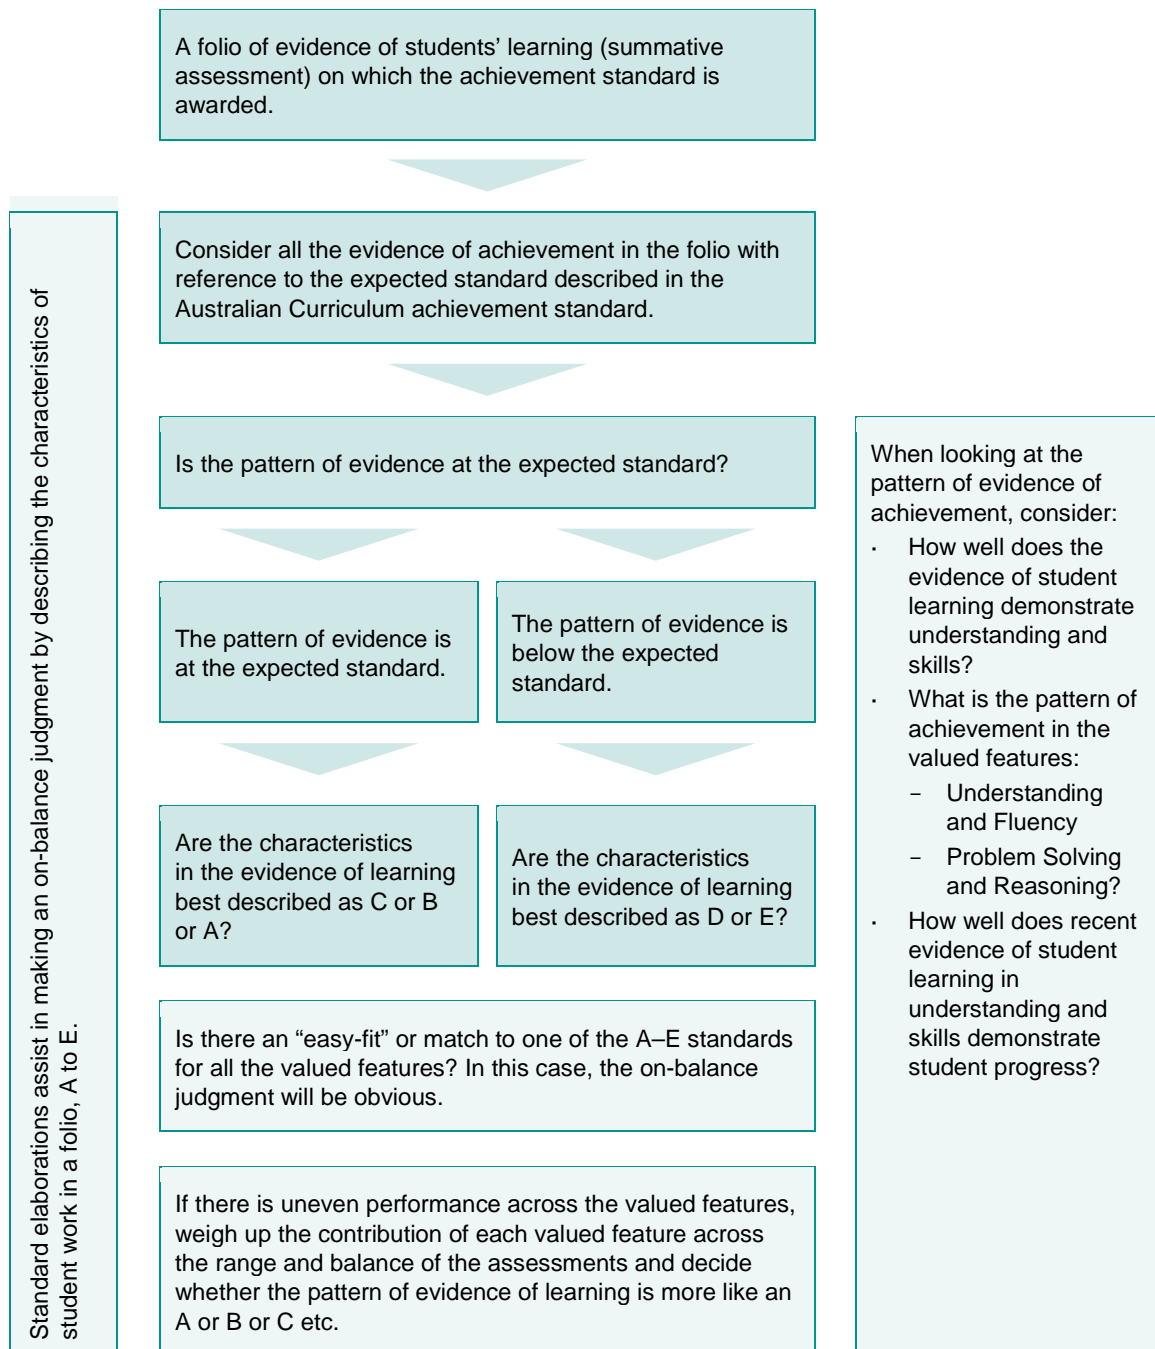 A folio of evidence of students’ learning (summative
assessment) on which the achievement standard is
awarded.
Standard elaborations assist in making an on-balance judgment by describing the characteristics of
student work in a folio, A to E.
Consider all the evidence of achievement in the folio with
reference to the expected standard described in the
Australian Curriculum achievement standard.
Is the pattern of evidence at the expected standard?
The pattern of evidence is
at the expected standard.
The pattern of evidence is
below the expected
standard.
Are the characteristics
in the evidence of learning
best described as C or B
or A?
Are the characteristics
in the evidence of learning
best described as D or E?
Is there an “easy-fit” or match to one of the A–E standards
for all the valued features? In this case, the on-balance
judgment will be obvious.
If there is uneven performance across the valued features,
weigh up the contribution of each valued feature across
the range and balance of the assessments and decide
whether the pattern of evidence of learning is more like an
A or B or C etc.
When looking at the
pattern of evidence of
achievement, consider:
· How well does the
evidence of student
learning demonstrate
understanding and
skills?
· What is the pattern of
achievement in the
valued features:
– Understanding
and Fluency
– Problem Solving
and Reasoning?
· How well does recent
evidence of student
learning in
understanding and
skills demonstrate
student progress?